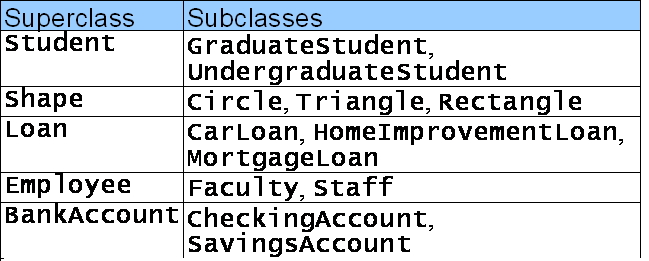 Superclass Subclasses
Student GraduateStudent,
UndergraduateStudent
Shape Circle, Triangle, Rectangle
Loan CarLoan, HomeImprovementLoan,
MortgageLoan
Employee Faculty, Staff
BankAccount CheckingAccount,
SavingsAccount